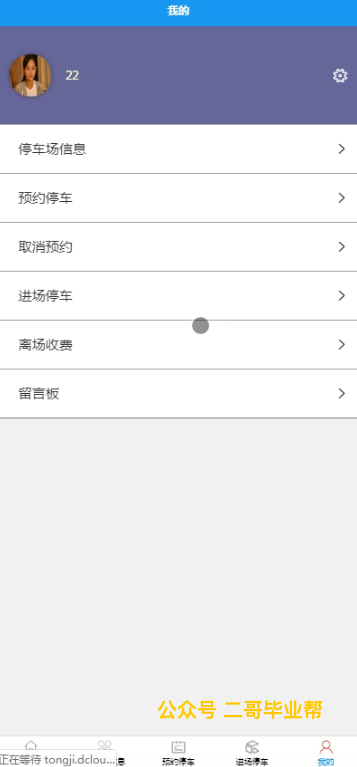 我的
22
停车场信息
预约停车
取消预约
进场停车
离场收费
留言板
公众号 二哥毕业帮
正在等待 tongji.dclou...
息
预约停车
进场停车
我的